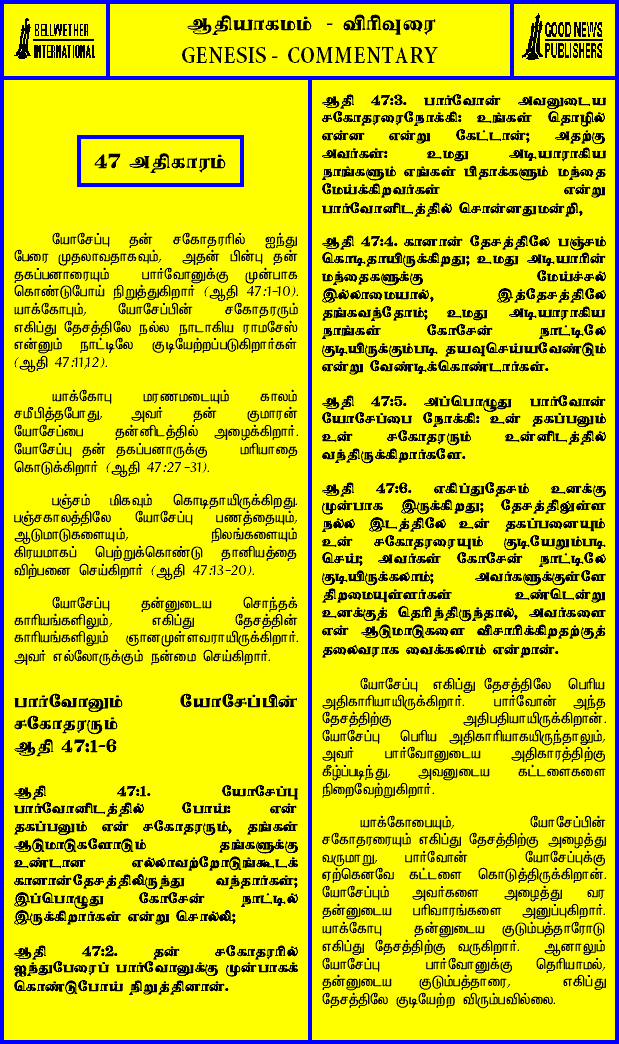 BELLWETHER
INTERNATIONAL
ஆதியாகமம் - விரிவுரை
GENESIS - COMMENTARY
GOOD NEWS
PUBLISHERS
47 அதிகாரம்
யோசேப்பு தன் சகோதரரில் ஐந்து
பேரை முதலாவதாகவும், அதன் பின்பு தன்
தகப்பனாரையும் பார்வோனுக்கு முன்பாக
கொண்டுபோய் நிறுத்துகிறார் (ஆதி 47:1-10).
யாக்கோபும், யோசேப்பின் சகோதரரும்
எகிப்து தேசத்திலே நல்ல நாடாகிய ராமசேஸ்
என்னும் நாட்டிலே குடியேற்றப்படுகிறார்கள்
(ஆதி 47:11,12).
யாக்கோபு மரணமடையும் காலம்
சமீபித்தபோது, அவர் தன் குமாரன்
யோசேப்பை தன்னிடத்தில் அழைக்கிறார்.
யோசேப்பு தன் தகப்பனாருக்கு மரியாதை
கொடுக்கிறார் (ஆதி 47:27-31).
பஞ்சம் மிகவும் கொடிதாயிருக்கிறது.
பஞ்சகாலத்திலே யோசேப்பு பணத்தையும்,
ஆடுமாடுகளையும், நிலங்களையும்
கிரயமாகப் பெற்றுக்கொண்டு தானியத்தை
விற்பனை செய்கிறார் (ஆதி 47:13-20).
யோசேப்பு தன்னுடைய சொந்தக்
காரியங்களிலும், எகிப்து தேசத்தின்
காரியங்களிலும் ஞானமுள்ளவராயிருக்கிறார்.
அவர் எல்லோருக்கும் நன்மை செய்கிறார்.
பார்வோனும் யோசேப்பின்
சகோதரரும்
ஆதி 47:1-6
ஆதி 47:1. யோசேப்பு
பார்வோனிடத்தில் போய்: என்
தகப்பனும் என் சகோதரரும், தங்கள்
ஆடுமாடுகளோடும் தங்களுக்கு
உண்டான எல்லாவற்றோடுங்கூடக்
கானான்தேசத்திலிருந்து வந்தார்கள்;
இப்பொழுது கோசேன் நாட்டில்
இருக்கிறார்கள் என்று சொல்லி;
ஆதி 47:2. தன் சகோதரரில்
ஐந்துபேரைப் பார்வோனுக்கு முன்பாகக்
கொண்டுபோய் நிறுத்தினான்.
ஆதி 47:3. பார்வோன் அவனுடைய
சகோதரரைநோக்கி: உங்கள் தொழில்
என்ன என்று கேட்டான்; அதற்கு
அவர்கள்: உமது அடியாராகிய
நாங்களும் எங்கள் பிதாக்களும் மந்தை
மேய்க்கிறவர்கள் என்று
பார்வோனிடத்தில் சொன்னதுமன்றி,
ஆதி 47:4. கானான் தேசத்திலே பஞ்சம்
கொடிதாயிருக்கிறது; உமது அடியாரின்
மந்தைகளுக்கு மேய்ச்சல்
இல்லாமையால், இத்தேசத்திலே
தங்கவந்தோம்; உமது அடியாராகிய
நாங்கள் கோசேன் நாட்டிலே
குடியிருக்கும்படி தயவுசெய்யவேண்டும்
என்று வேண்டிக்கொண்டார்கள்.
ஆதி 47:5. அப்பொழுது பார்வோன்
யோசேப்பை நோக்கி: உன் தகப்பனும்
உன் சகோதரரும் உன்னிடத்தில்
வந்திருக்கிறார்களே.
ஆதி 47:6. எகிப்துதேசம் உனக்கு
முன்பாக இருக்கிறது; தேசத்திலுள்ள
நல்ல இடத்திலே உன் தகப்பனையும்
உன் சகோதரரையும் குடியேறும்படி
செய்; அவர்கள் கோசேன் நாட்டிலே
குடியிருக்கலாம்; அவர்களுக்குள்ளே
திறமையுள்ளவர்கள் உண்டென்று
உனக்குத் தெரிந்திருந்தால், அவர்களை
என் ஆடுமாடுகளை விசாரிக்கிறதற்குத்
தலைவராக வைக்கலாம் என்றான்.
யோசேப்பு எகிப்து தேசத்திலே பெரிய
அதிகாரியாயிருக்கிறார். பார்வோன் அந்த
தேசத்திற்கு அதிபதியாயிருக்கிறான்.
யோசேப்பு பெரிய அதிகாரியாகயிருந்தாலும்,
அவர் பார்வோனுடைய அதிகாரத்திற்கு
கீழ்ப்படிந்து, அவனுடைய கட்டளைகளை
நிறைவேற்றுகிறார்.
யாக்கோபையும், யோசேப்பின்
சகோதரரையும் எகிப்து தேசத்திற்கு அழைத்து
வருமாறு, பார்வோன் யோசேப்புக்கு
ஏற்கெனவே கட்டளை கொடுத்திருக்கிறான்.
யோசேப்பும் அவர்களை அழைத்து வர
தன்னுடைய பரிவாரங்களை அனுப்புகிறார்.
யாக்கோபு தன்னுடைய குடும்பத்தாரோடு
எகிப்து தேசத்திற்கு வருகிறார். ஆனாலும்
யோசேப்பு பார்வோனுக்கு தெரியாமல்,
தன்னுடைய குடும்பத்தாரை, எகிப்து
தேசத்திலே குடியேற்ற விரும்பவில்லை.